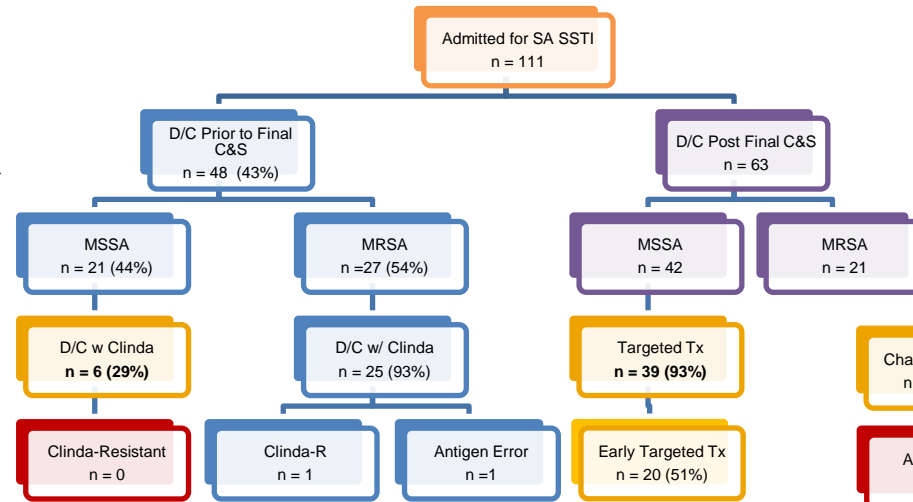 Admitted for SA SSTI
n = 111
D/C Prior to Final
C&S
n = 48 (43%)
D/C Post Final C&S
n = 63
MSSA
n = 21 (44%)
MRSA
n =27 (54%)
MSSA
n = 42
MRSA
n = 21
D/C w Clinda
n = 6 (29%)
D/C w/ Clinda
n = 25 (93%)
Targeted Tx
n = 39 (93%)
Cha
n
Clinda-Resistant
n = 0
Clinda-R
n = 1
Antigen Error
n =1
Early Targeted Tx
n = 20 (51%)
A